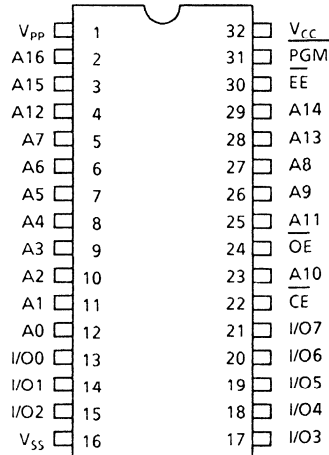 VPP 1 32 VCC
A16 2 31 PGM
A15 3 30 EE
A12 4 29 A14
A7 5 28 A13
A6 6 27 A8
A5 7 26 A9
A4 8 25 A11
A3 9 24 OE
A2 10 23 A10
A1 11 22 CE
A0 12 21 I/O7
I/O0 13 20 I/O6
I/O1 14 19 I/O5
I/O2 15 18 I/O4
VSS 16 17 I/O3